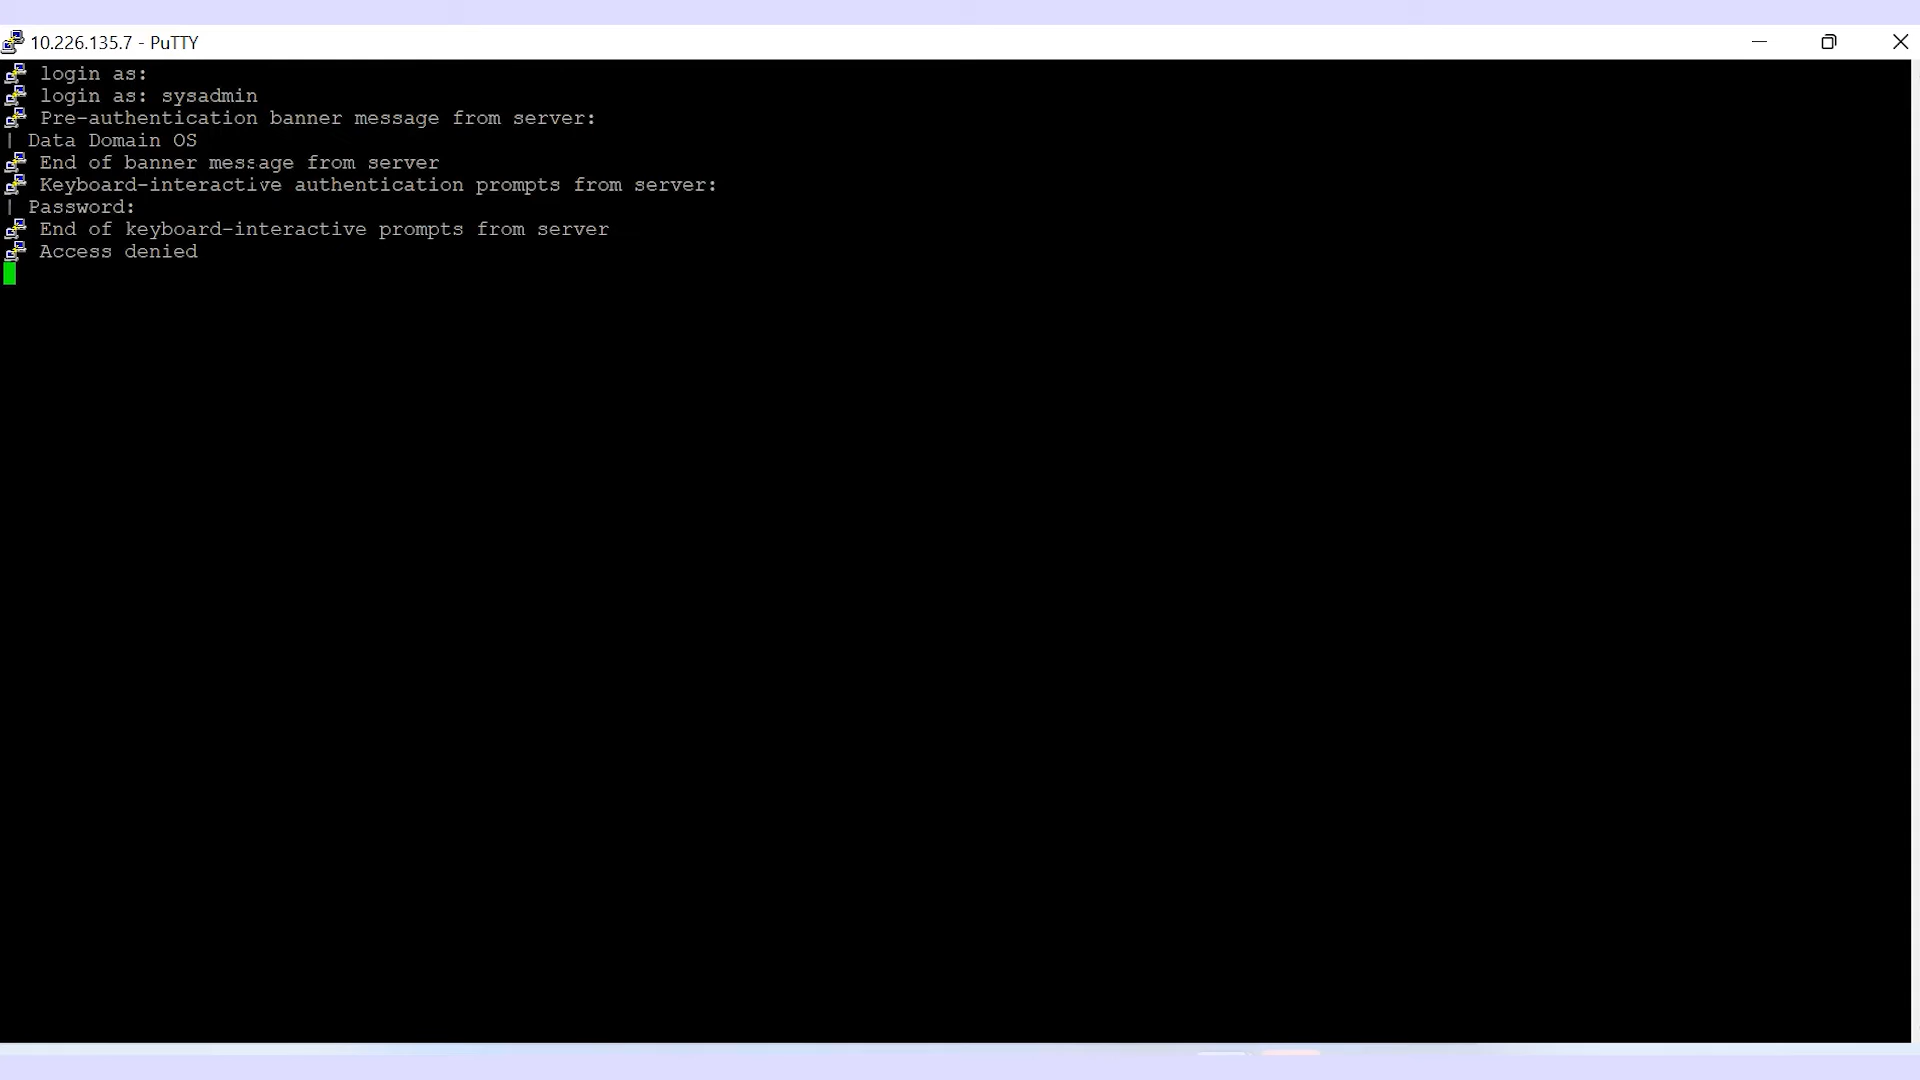 10.226.135.7 - PuTTY
login as:
login as: sysadmin
Pre-authentication banner message from server:
| Data Domain OS
End of banner message from server
Keyboard-interactive authentication prompts from server:
| Password:
End of keyboard-interactive prompts from server
Access denied